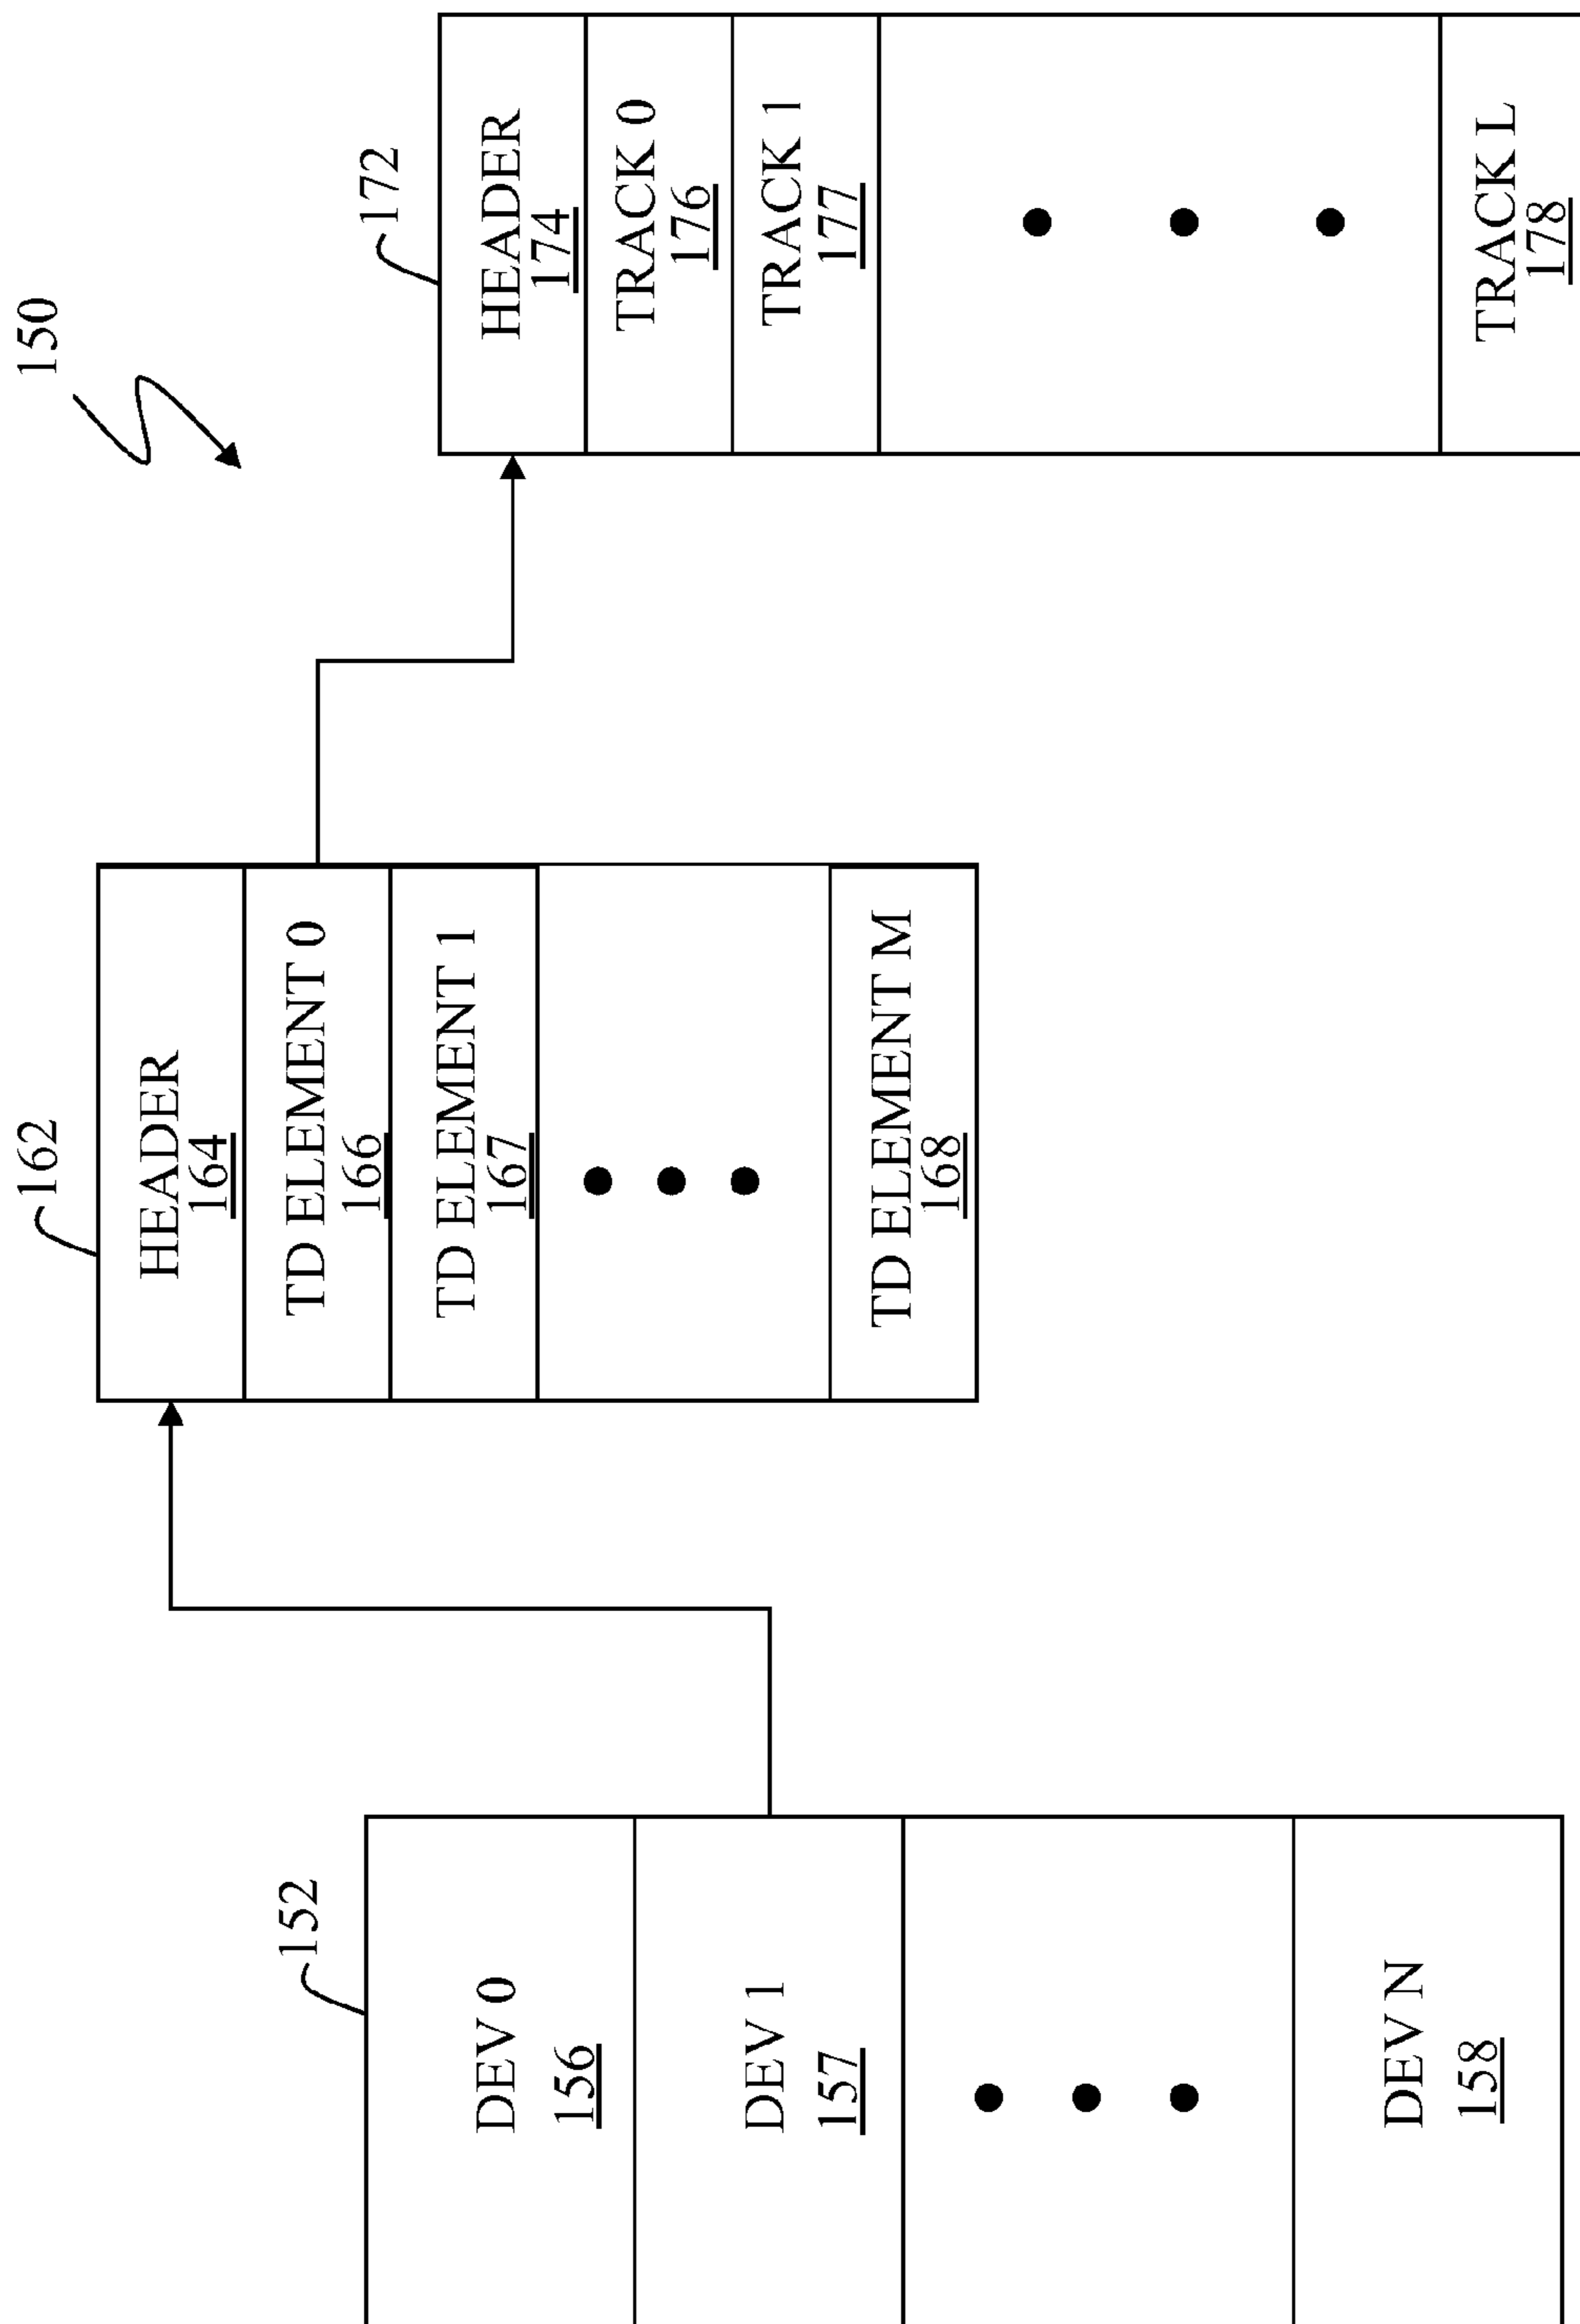 150
152
DEV 0
156
DEV 1
157
DEV N
158
162
HEADER
164
TD ELEMENT 0
166
TD ELEMENT 1
167
TD ELEMENT M
168
172
HEADER
174
TRACK 0
176
TRACK 1
177
TRACK L
178